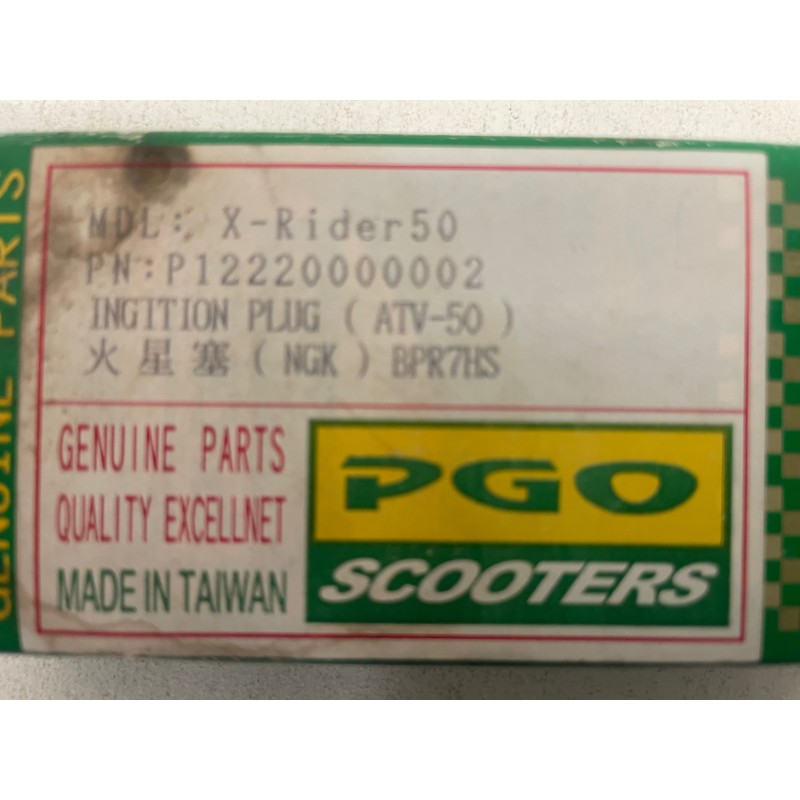 GENUINE PARTS
MDL: X-Rider50
PN:P12220000002
INGITION PLUG ( ATV-50 )
火星塞 ( NGK ) BPR7HS
GENUINE PARTS
QUALITY EXCELLNET
MADE IN TAIWAN
PGO
SCOOTERS